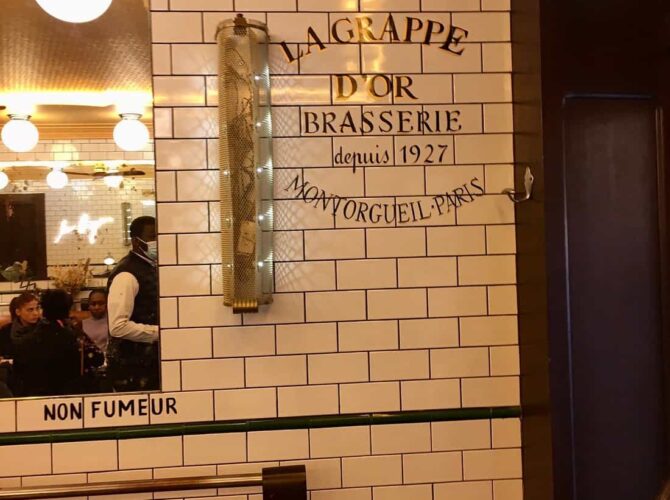 LA GRAPPE
D'OR
BRASSERIE
depuis 1927
MONTORGUEIL·PARIS
NON FUMEUR